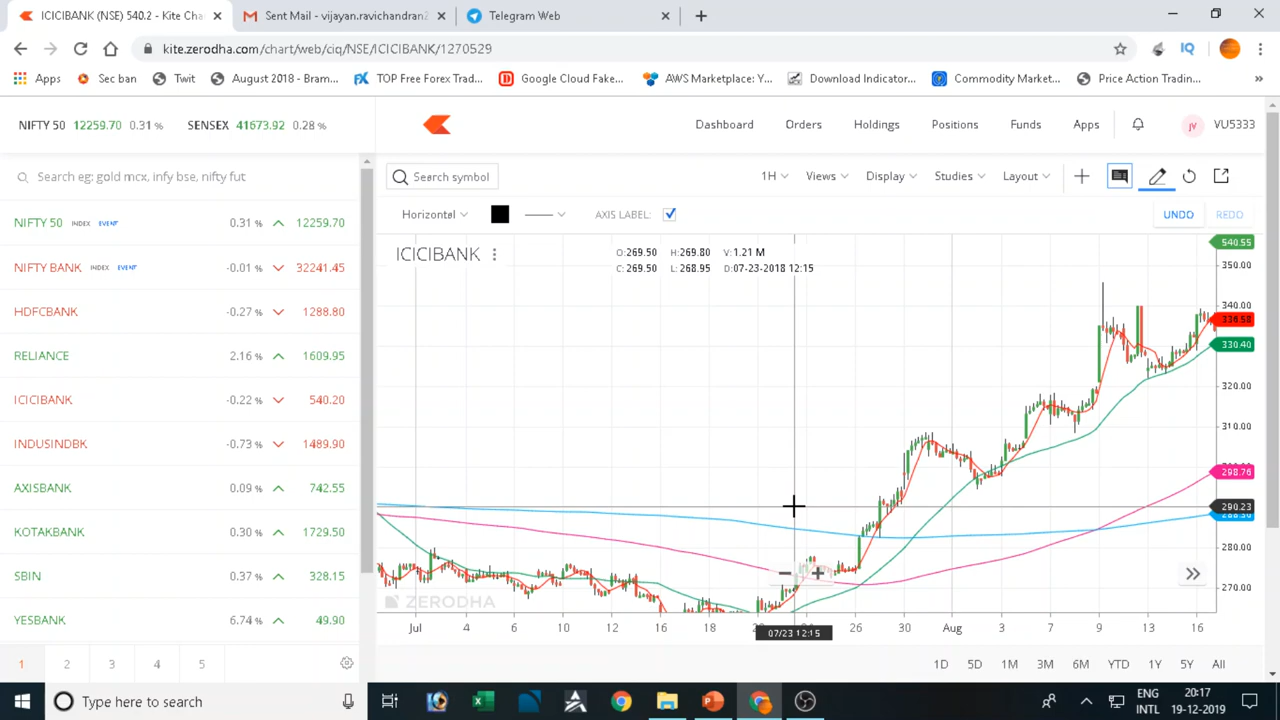 ICICIBANK (NSE) 540.2 - Kite Cha
Sent Mail - vijayan.ravichandran2
Telegram Web
kite.zerodha.com/chart/web/ciq/NSE/ICICIBANK/1270529
IQ
Apps
Sec ban
Twit
August 2018 - Bram...
TOP Free Forex Trad...
Google Cloud Fake...
AWS Marketplace: Y...
Download Indicator...
Commodity Market...
Price Action Tradin...
»
NIFTY 50 12259.70 0.31 %
SENSEX 41673.92 0.28 %
Dashboard
Orders
Holdings
Positions
Funds
Apps
JY
VU5333
Search eg: gold mcx, infy bse, nifty fut
NIFTY 50 INDEX EVENT 0.31 % 12259.70
NIFTY BANK INDEX EVENT -0.01 % 32241.45
HDFCBANK -0.27 % 1288.80
RELIANCE 2.16 % 1609.95
ICICIBANK -0.22 % 540.20
INDUSINDBK -0.73 % 1489.90
AXISBANK 0.09 % 742.55
KOTAKBANK 0.30 % 1729.50
SBIN 0.37 % 328.15
YESBANK 6.74 % 49.90
1 2 3 4 5
Search symbol
1H
Views
Display
Studies
Layout
Horizontal
AXIS LABEL:
UNDO
REDO
ICICIBANK
O:269.50 H:269.80 V:1.21 M
C:269.50 L:268.95 D:07-23-2018 12:15
540.55
350.00
340.00
336.58
330.40
320.00
310.00
298.76
290.23
280.00
270.00
ZERODHA
Jul 4 6 10 12 16 18 26 30 Aug 3 7 9 13 16
07/23 12:15
1D 5D 1M 3M 6M YTD 1Y 5Y All
Type here to search
ENG
INTL
20:17
19-12-2019